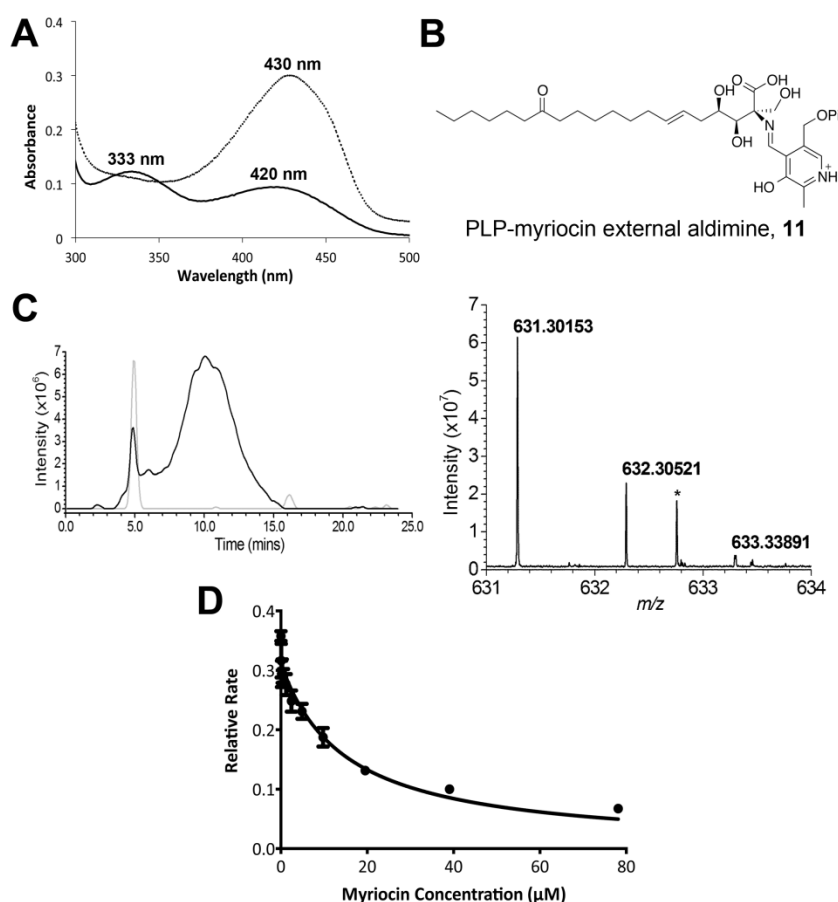 A
0.4
0.3
0.2
0.1
0
Absorbance
430 nm
333 nm
420 nm
300
350
400
450
500
Wavelength (nm)
B
O
O
OH
OH
OH
OH
N
HO
NH
+
PLP-myriocin external aldimine, 11
C
7
6
5
4
3
2
1
0
Intensity (x10⁶)
0.0
5.0
10.0
15.0
20.0
25.0
Time (mins)
7
6
5
4
3
2
1
0
Intensity (x10⁷)
631.30153
632.30521
*
633.33891
631
632
633
634
m/z
D
0.4
0.3
0.2
0.1
0.0
Relative Rate
0
20
40
60
80
Myriocin Concentration (µM)